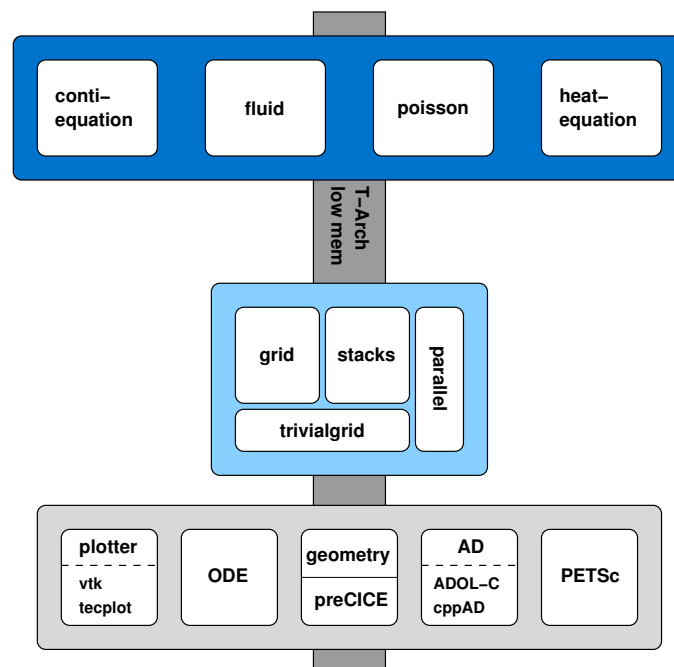 conti-
equation
fluid
poisson
heat-
equation
T-Arch
low mem
grid
stacks
parallel
trivialgrid
plotter
vtk
tecplot
ODE
geometry
preCICE
AD
ADOL-C
cppAD
PETSc